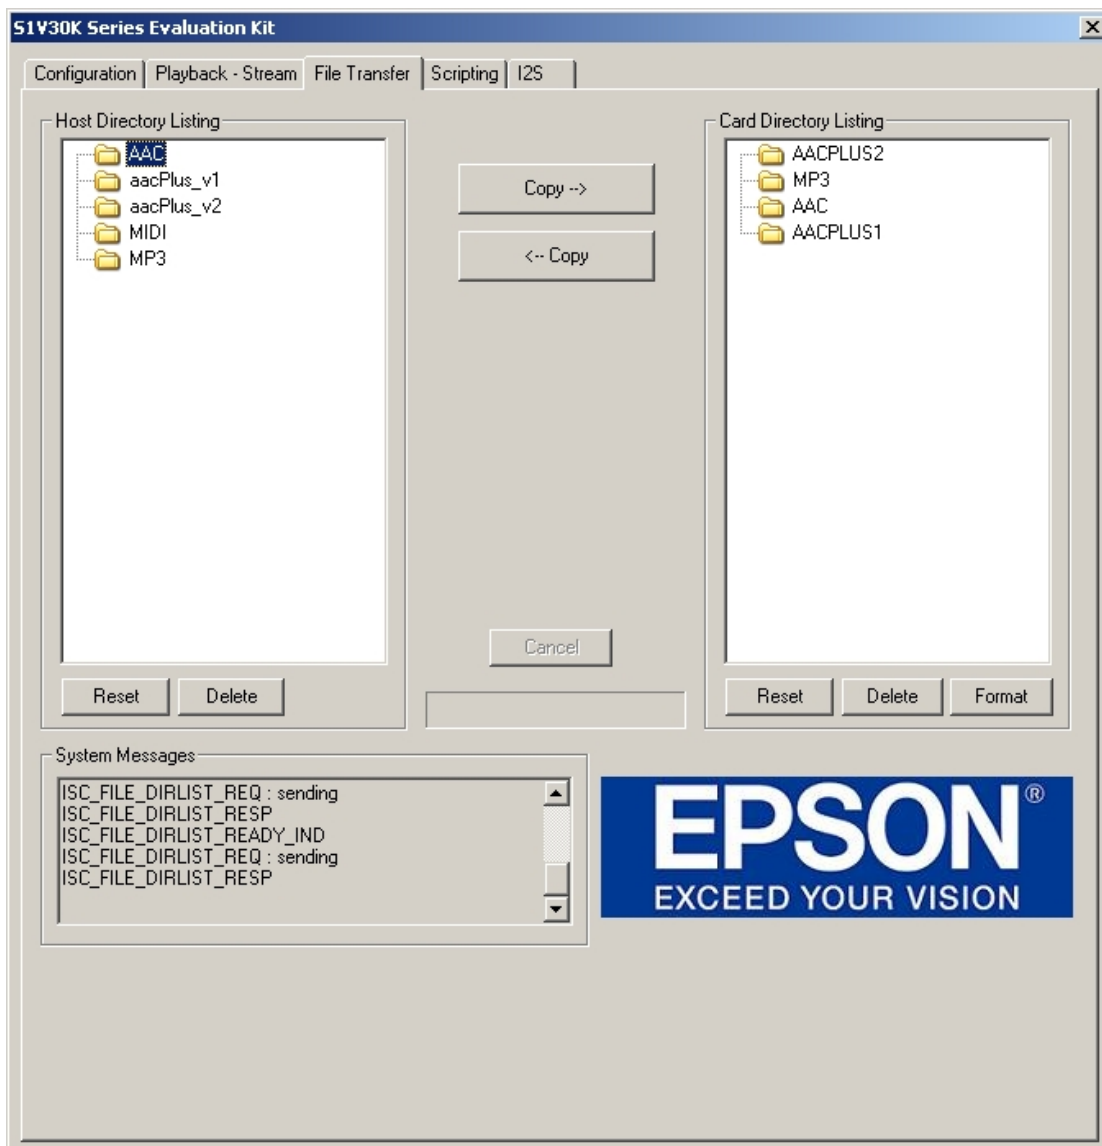 S1V30K Series Evaluation Kit
Configuration
Playback - Stream
File Transfer
Scripting
I2S
Host Directory Listing
AAC
aacPlus_v1
aacPlus_v2
MIDI
MP3
Reset
Delete
Copy -->
<-- Copy
Cancel
Card Directory Listing
AACPLUS2
MP3
AAC
AACPLUS1
Reset
Delete
Format
System Messages
ISC_FILE_DIRLIST_REQ : sending
ISC_FILE_DIRLIST_RESP
ISC_FILE_DIRLIST_READY_IND
ISC_FILE_DIRLIST_REQ : sending
ISC_FILE_DIRLIST_RESP
EPSON®
EXCEED YOUR VISION